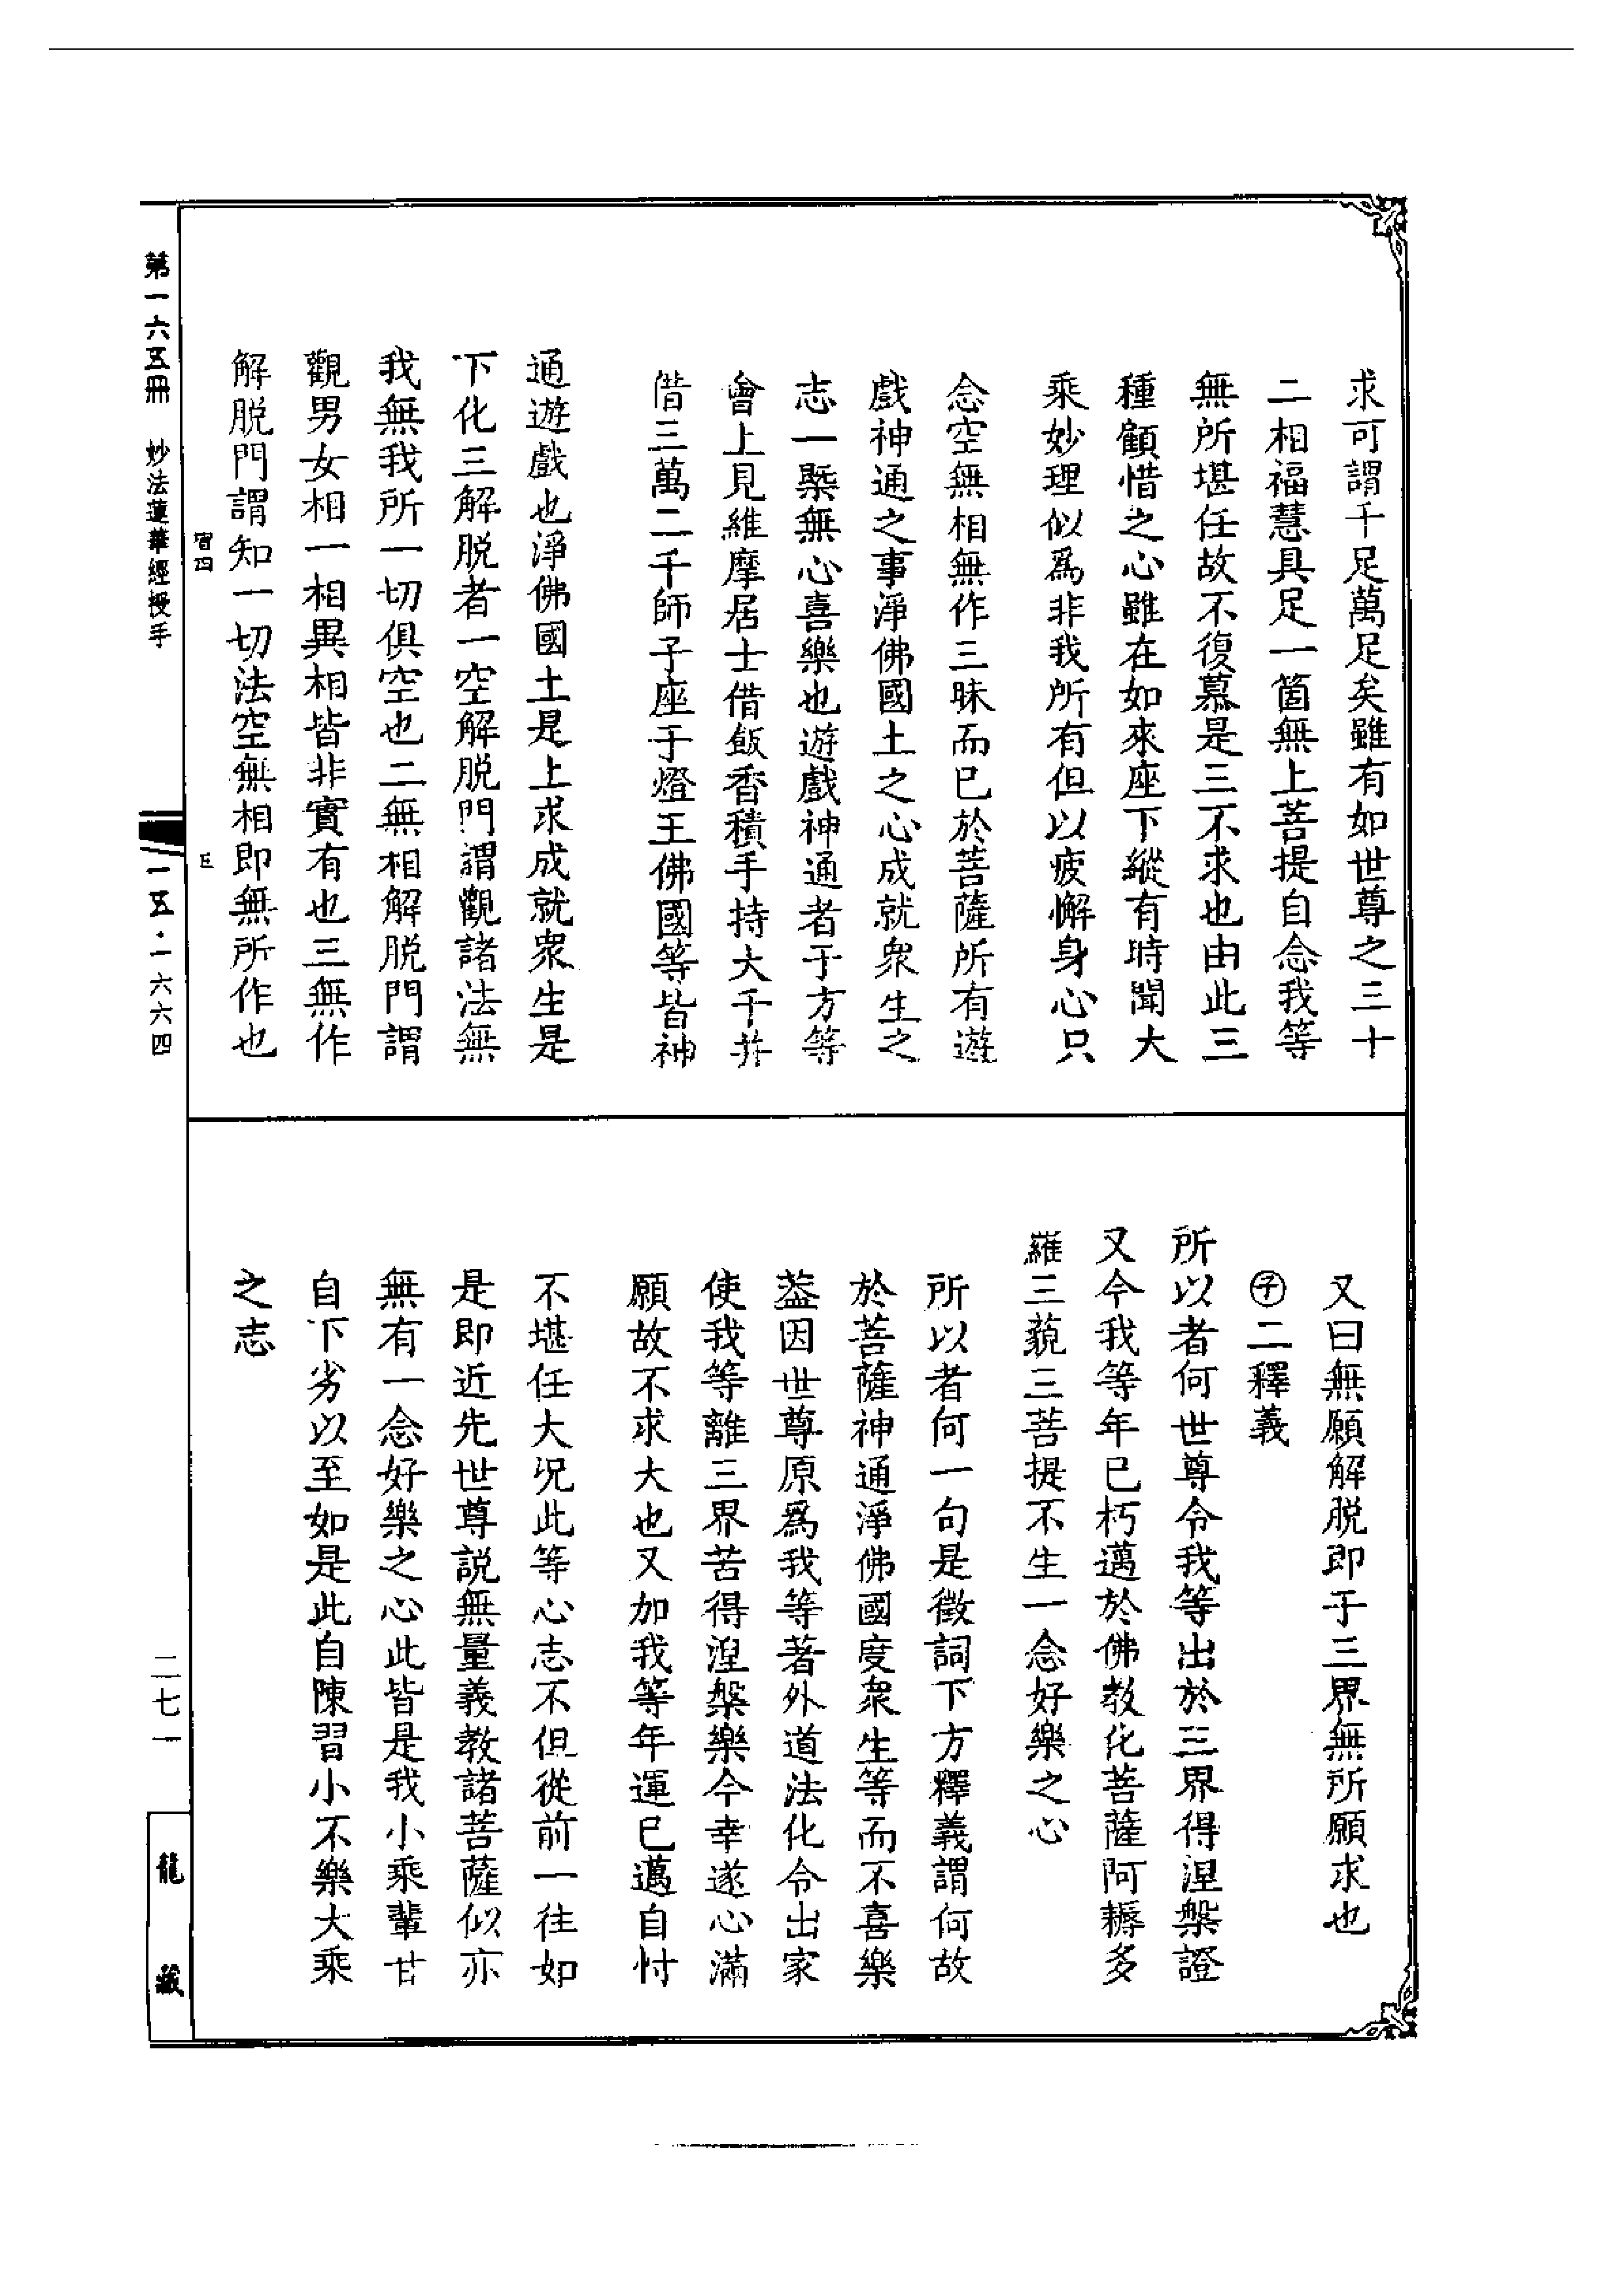 求可謂千足萬足矣雖有如世尊之三十
二相福慧具足一箇無上菩提自念我等
無所堪任故不復慕是三不求也由此三
種顧惜之心雖在如來座下縱有時聞大
乘妙理似爲非我所有但以疲懈身心只
念空無相無作三昧而已於菩薩所有遊
戲神通之事淨佛國土之心成就衆生之
志一槩無心喜樂也遊戲神通者于方等
會上見維摩居士借飯香積手持大千并
借三萬二千師子座于燈王佛國等皆神
通遊戲也淨佛國土是上求成就衆生是
下化三解脱者一空解脱門謂觀諸法無
我無我所一切俱空也二無相解脱門謂
觀男女相一相異相皆非實有也三無作
解脱門謂知一切法空無相即無所作也
又曰無願解脱即于三界無所願求也
㊉子二釋義
所以者何世尊令我等出於三界得涅槃證
又今我等年已朽邁於佛教化菩薩阿耨多
羅三藐三菩提不生一念好樂之心
所以者何一句是徵詞下方釋義謂何故
於菩薩神通淨佛國度衆生等而不喜樂
葢因世尊原爲我等著外道法化令出家
使我等離三界苦得湼槃樂今幸遂心滿
願故不求大也又加我等年運已邁自忖
不堪任大況此等心志不但從前一往如
是即近先世尊説無量義教諸菩薩似亦
無有一念好樂之心此皆是我小乘輩甘
自下劣以至如是此自陳習小不樂大乘
之志
第一六五冊 妙法蓮華經授手
一五·一六六四
二七一
龍藏